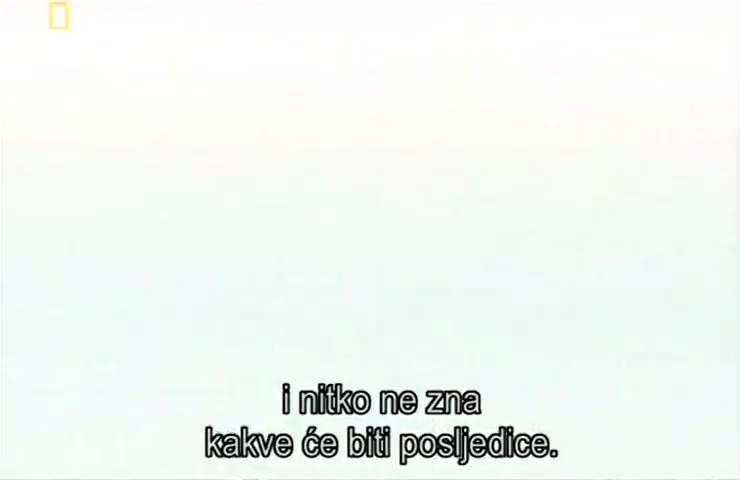 i nitko ne zna
kakve će biti posljedice.